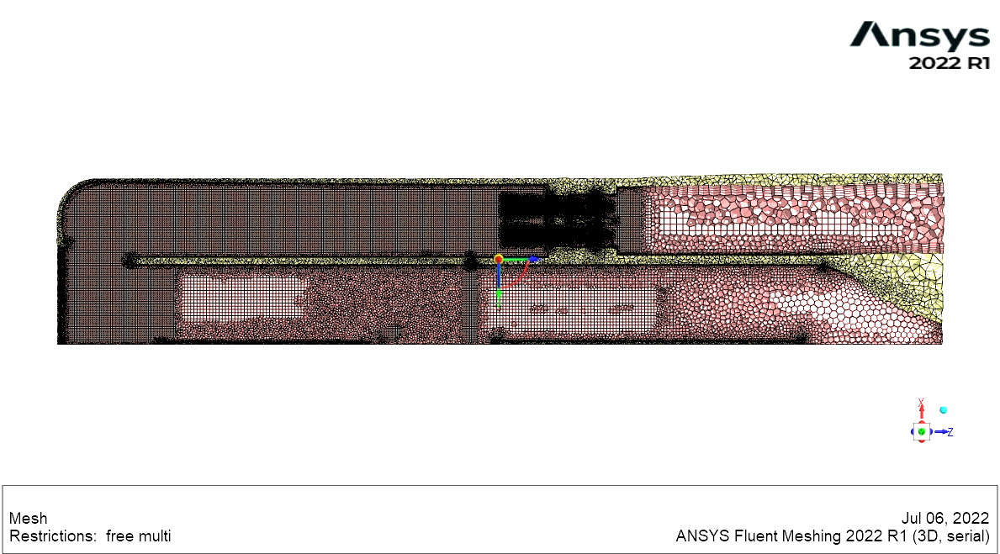 Ansys
2022 R1
X
Z
Mesh
Jul 06, 2022
Restrictions: free multi
ANSYS Fluent Meshing 2022 R1 (3D, serial)